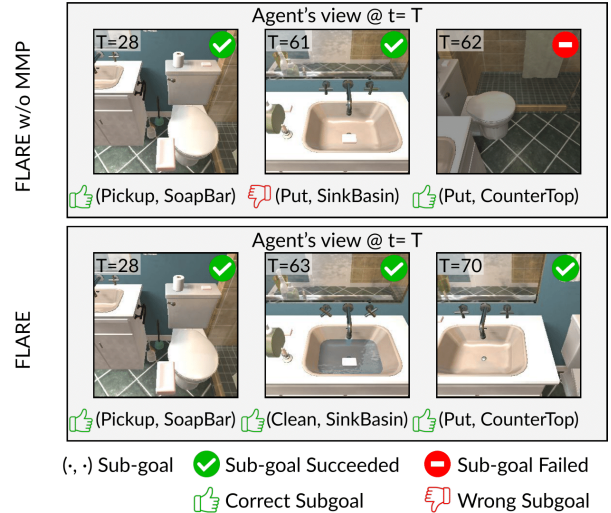 FLARE w/o MMP
Agent's view @ t= T
T=28
T=61
T=62
(Pickup, SoapBar)
(Put, SinkBasin)
(Put, CounterTop)
FLARE
Agent's view @ t= T
T=28
T=63
T=70
(Pickup, SoapBar)
(Clean, SinkBasin)
(Put, CounterTop)
(·, ·) Sub-goal
Sub-goal Succeeded
Sub-goal Failed
Correct Subgoal
Wrong Subgoal